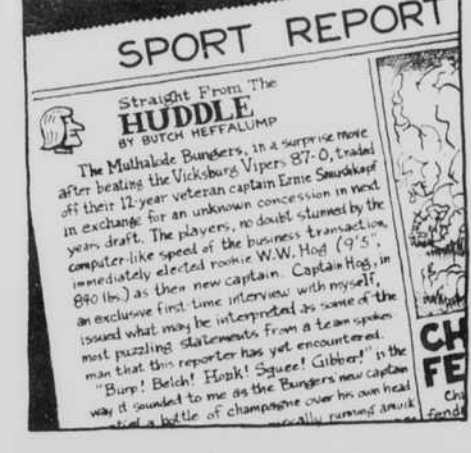 SPORT REPORT
Straight From The
HUDDLE
BY BUTCH HEFFALUMP
The Muthalode Bungers, in a surprise move
after beating the Vicksburg Vipers 87-0, traded
off their 12-year veteran captain Ernie
in exchange for an unknown concession in next
years draft. The players, no doubt stunned by the
computer-like speed of the business transaction,
immediately elected rookie W.W. Hog (9'5",
890 lbs.) as their new captain. Captain Hog, in
an exclusive first-time interview with myself,
issued what may be interpreted as some of the
most puzzling statements from a team spokes
man that this reporter has yet encountered.
"Burp! Belch! Honk! Squee! Gibber!" is the
way it sounded to me as the Bungers' new captain
a bottle of champagne over his own head
running amuck
CH
FE
Cha
fend